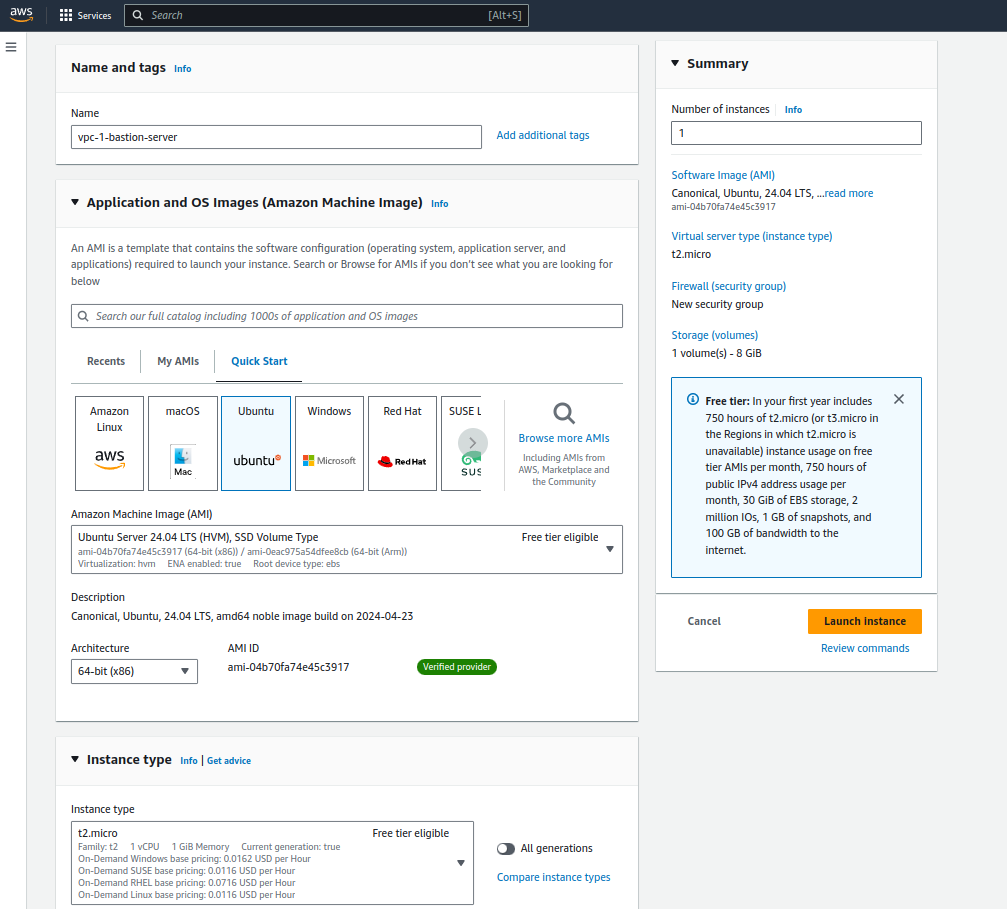 aws
Services
Search
[Alt+S]
Name and tags Info
Name
vpc-1-bastion-server
Add additional tags
Application and OS Images (Amazon Machine Image) Info
An AMI is a template that contains the software configuration (operating system, application server, and
applications) required to launch your instance. Search or Browse for AMIs if you don't see what you are looking for
below
Search our full catalog including 1000s of application and OS images
Recents
My AMIs
Quick Start
Amazon
Linux
aws
macOS
Mac
Ubuntu
ubuntu
Windows
Microsoft
Red Hat
Red Hat
SUSE L
SUS
Browse more AMIs
Including AMIs from
AWS, Marketplace and
the Community
Amazon Machine Image (AMI)
Ubuntu Server 24.04 LTS (HVM), SSD Volume Type
Free tier eligible
ami-04b70fa74e45c3917 (64-bit (x86)) / ami-0eac975a54dfee8cb (64-bit (Arm))
Virtualization: hvm ENA enabled: true Root device type: ebs
Description
Canonical, Ubuntu, 24.04 LTS, amd64 noble image build on 2024-04-23
Architecture
64-bit (x86)
AMI ID
ami-04b70fa74e45c3917
Verified provider
Instance type Info | Get advice
Instance type
t2.micro
Free tier eligible
Family: t2 1 vCPU 1 GiB Memory Current generation: true
On-Demand Windows base pricing: 0.0162 USD per Hour
On-Demand SUSE base pricing: 0.0116 USD per Hour
On-Demand RHEL base pricing: 0.0716 USD per Hour
On-Demand Linux base pricing: 0.0116 USD per Hour
All generations
Compare instance types
Summary
Number of instances Info
1
Software Image (AMI)
Canonical, Ubuntu, 24.04 LTS, ...read more
ami-04b70fa74e45c3917
Virtual server type (instance type)
t2.micro
Firewall (security group)
New security group
Storage (volumes)
1 volume(s) - 8 GiB
Free tier: In your first year includes
750 hours of t2.micro (or t3.micro in
the Regions in which t2.micro is
unavailable) instance usage on free
tier AMIs per month, 750 hours of
public IPv4 address usage per
month, 30 GiB of EBS storage, 2
million IOs, 1 GB of snapshots, and
100 GB of bandwidth to the
internet.
Cancel
Launch instance
Review commands